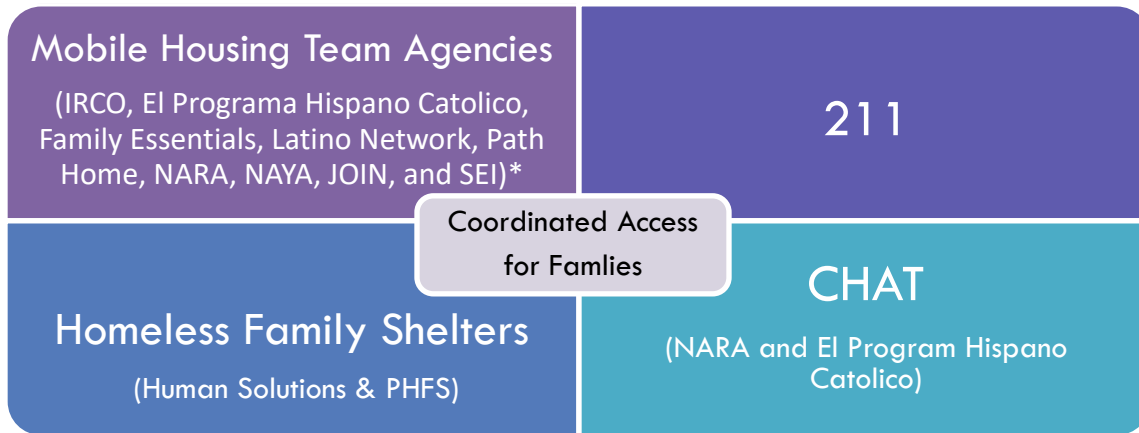 Mobile Housing Team Agencies
(IRCO, El Programa Hispano Catolico,
Family Essentials, Latino Network, Path
Home, NARA, NAYA, JOIN, and SEI)*
211
Coordinated Access
for Famlies
Homeless Family Shelters
(Human Solutions & PHFS)
CHAT
(NARA and El Program Hispano
Catolico)